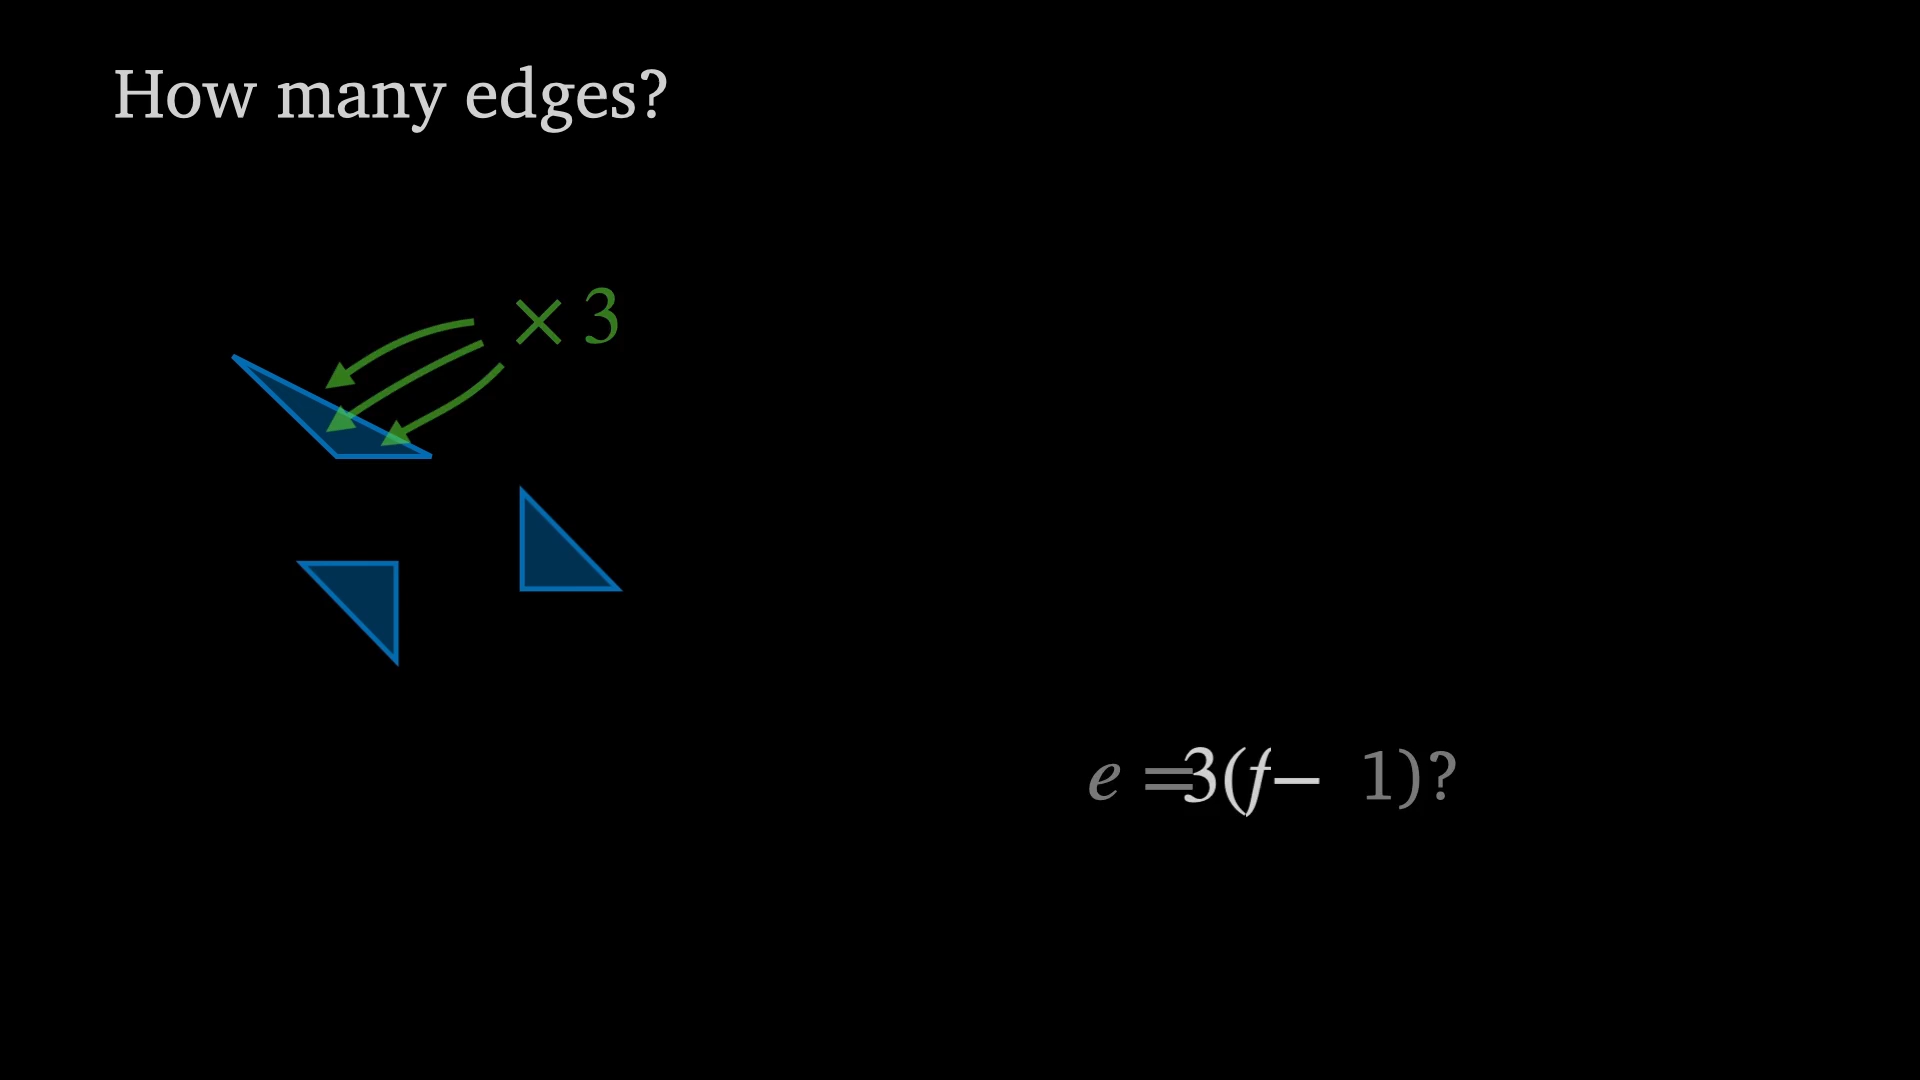 How many edges?
× 3
e = 3(f − 1)?